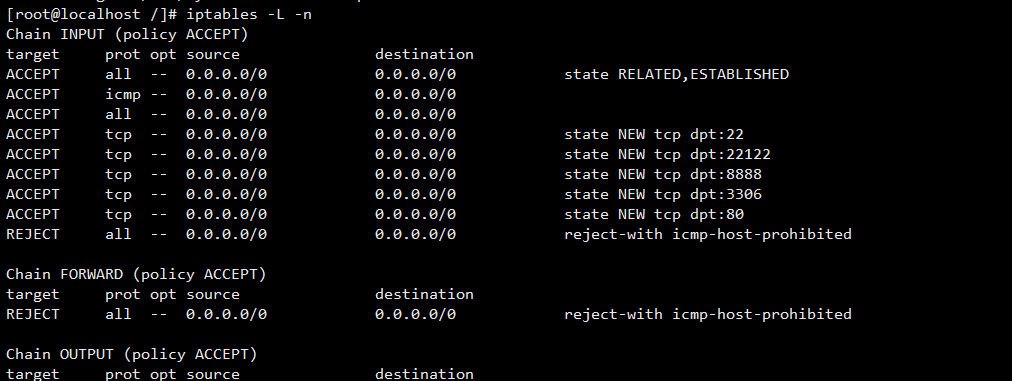 [root@localhost /]# iptables -L -n
Chain INPUT (policy ACCEPT)
target     prot opt source               destination
ACCEPT     all  --  0.0.0.0/0            0.0.0.0/0            state RELATED,ESTABLISHED
ACCEPT     icmp --  0.0.0.0/0            0.0.0.0/0
ACCEPT     all  --  0.0.0.0/0            0.0.0.0/0
ACCEPT     tcp  --  0.0.0.0/0            0.0.0.0/0            state NEW tcp dpt:22
ACCEPT     tcp  --  0.0.0.0/0            0.0.0.0/0            state NEW tcp dpt:22122
ACCEPT     tcp  --  0.0.0.0/0            0.0.0.0/0            state NEW tcp dpt:8888
ACCEPT     tcp  --  0.0.0.0/0            0.0.0.0/0            state NEW tcp dpt:3306
ACCEPT     tcp  --  0.0.0.0/0            0.0.0.0/0            state NEW tcp dpt:80
REJECT     all  --  0.0.0.0/0            0.0.0.0/0            reject-with icmp-host-prohibited
Chain FORWARD (policy ACCEPT)
target     prot opt source               destination
REJECT     all  --  0.0.0.0/0            0.0.0.0/0            reject-with icmp-host-prohibited
Chain OUTPUT (policy ACCEPT)
target     prot opt source               destination